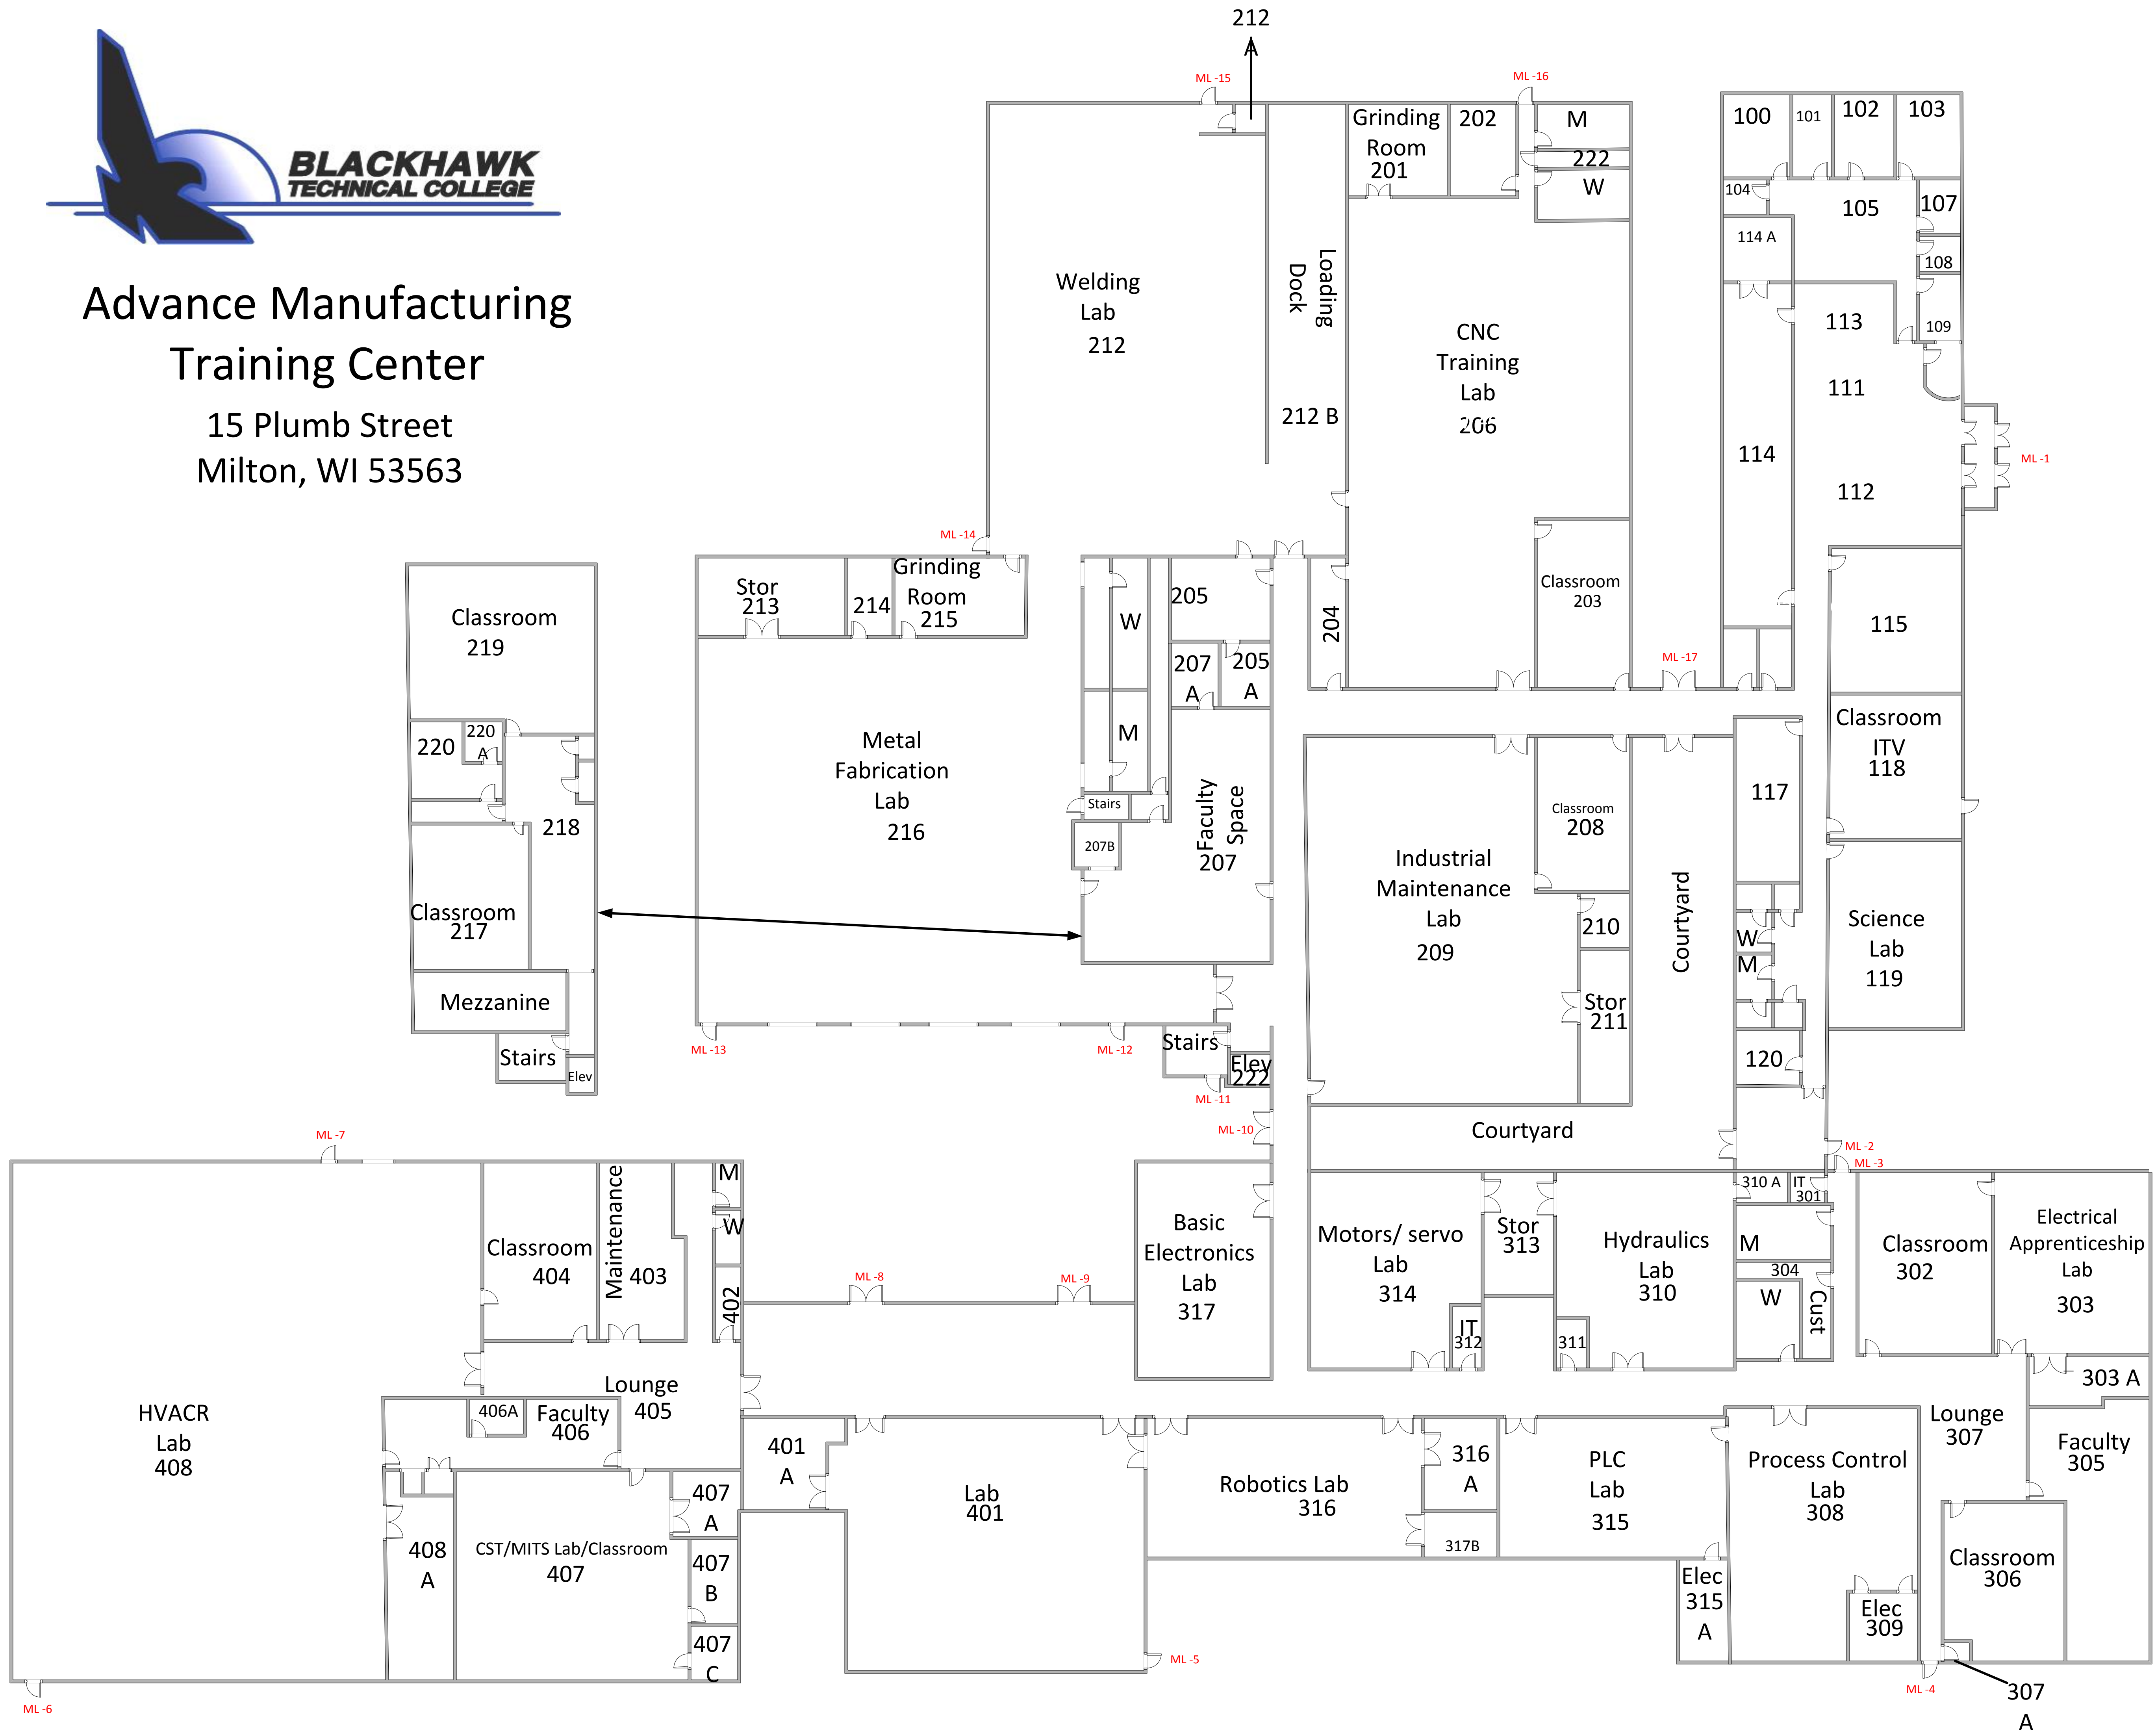 212
A
BLACKHAWK
TECHNICAL COLLEGE
Advance Manufacturing
Training Center
15 Plumb Street
Milton, WI 53563
ML -15
ML -16
Grinding
Room
201
202
M
222
W
100
101
102
103
104
105
107
114 A
108
109
113
111
112
114
ML -1
Welding
Lab
212
Loading
Dock
212 B
CNC
Training
Lab
206
Classroom
203
ML -14
ML -17
Stor
213
214
Grinding
Room
215
W
205
207
A
205
A
204
115
Classroom
219
220
220
A
218
Classroom
217
Mezzanine
Stairs
Elev
Metal
Fabrication
Lab
216
M
Stairs
207B
Faculty
Space
207
Industrial
Maintenance
Lab
209
Classroom
208
210
Stor
211
Courtyard
117
Classroom
ITV
118
W
M
Science
Lab
119
120
ML -13
ML -12
Stairs
Elev
222
ML -11
ML -10
Courtyard
ML -2
ML -3
ML -7
Classroom
404
Maintenance
403
M
W
402
ML -8
ML -9
Basic
Electronics
Lab
317
Motors/ servo
Lab
314
IT
312
Stor
313
311
Hydraulics
Lab
310
310 A
IT
301
M
304
W
Cust
Classroom
302
Electrical
Apprenticeship
Lab
303
303 A
HVACR
Lab
408
Lounge
405
406A
Faculty
406
408
A
CST/MITS Lab/Classroom
407
407
A
407
B
407
C
401
A
Lab
401
Robotics Lab
316
316
A
317B
PLC
Lab
315
Elec
315
A
Process Control
Lab
308
Elec
309
Lounge
307
Faculty
305
Classroom
306
ML -5
ML -6
ML -4
307
A